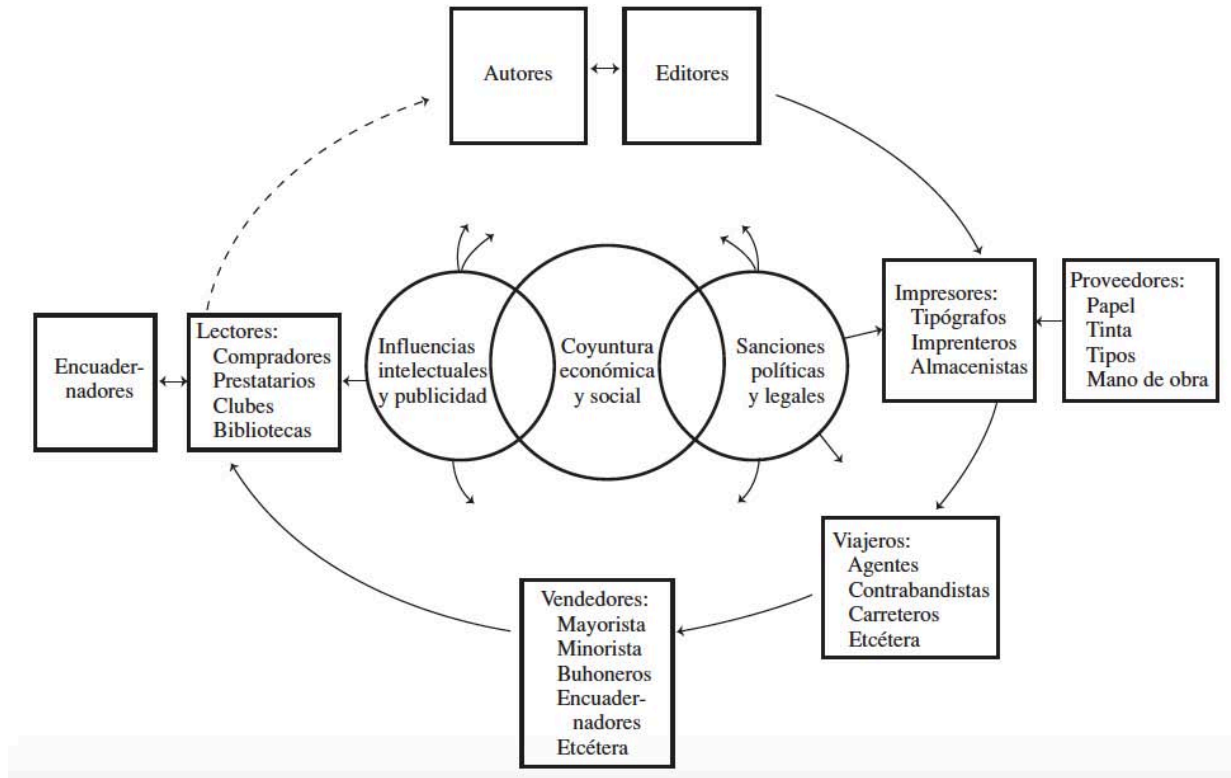 Autores
Editores
Impresores:
Tipógrafos
Imprenteros
Almacenistas
Proveedores:
Papel
Tinta
Tipos
Mano de obra
Encuader-
nadores
Lectores:
Compradores
Prestatarios
Clubes
Bibliotecas
Influencias
intelectuales
y publicidad
Coyuntura
económica
y social
Sanciones
políticas
y legales
Viajeros:
Agentes
Contrabandistas
Carreteros
Etcétera
Vendedores:
Mayorista
Minorista
Buhoneros
Encuader-
nadores
Etcétera